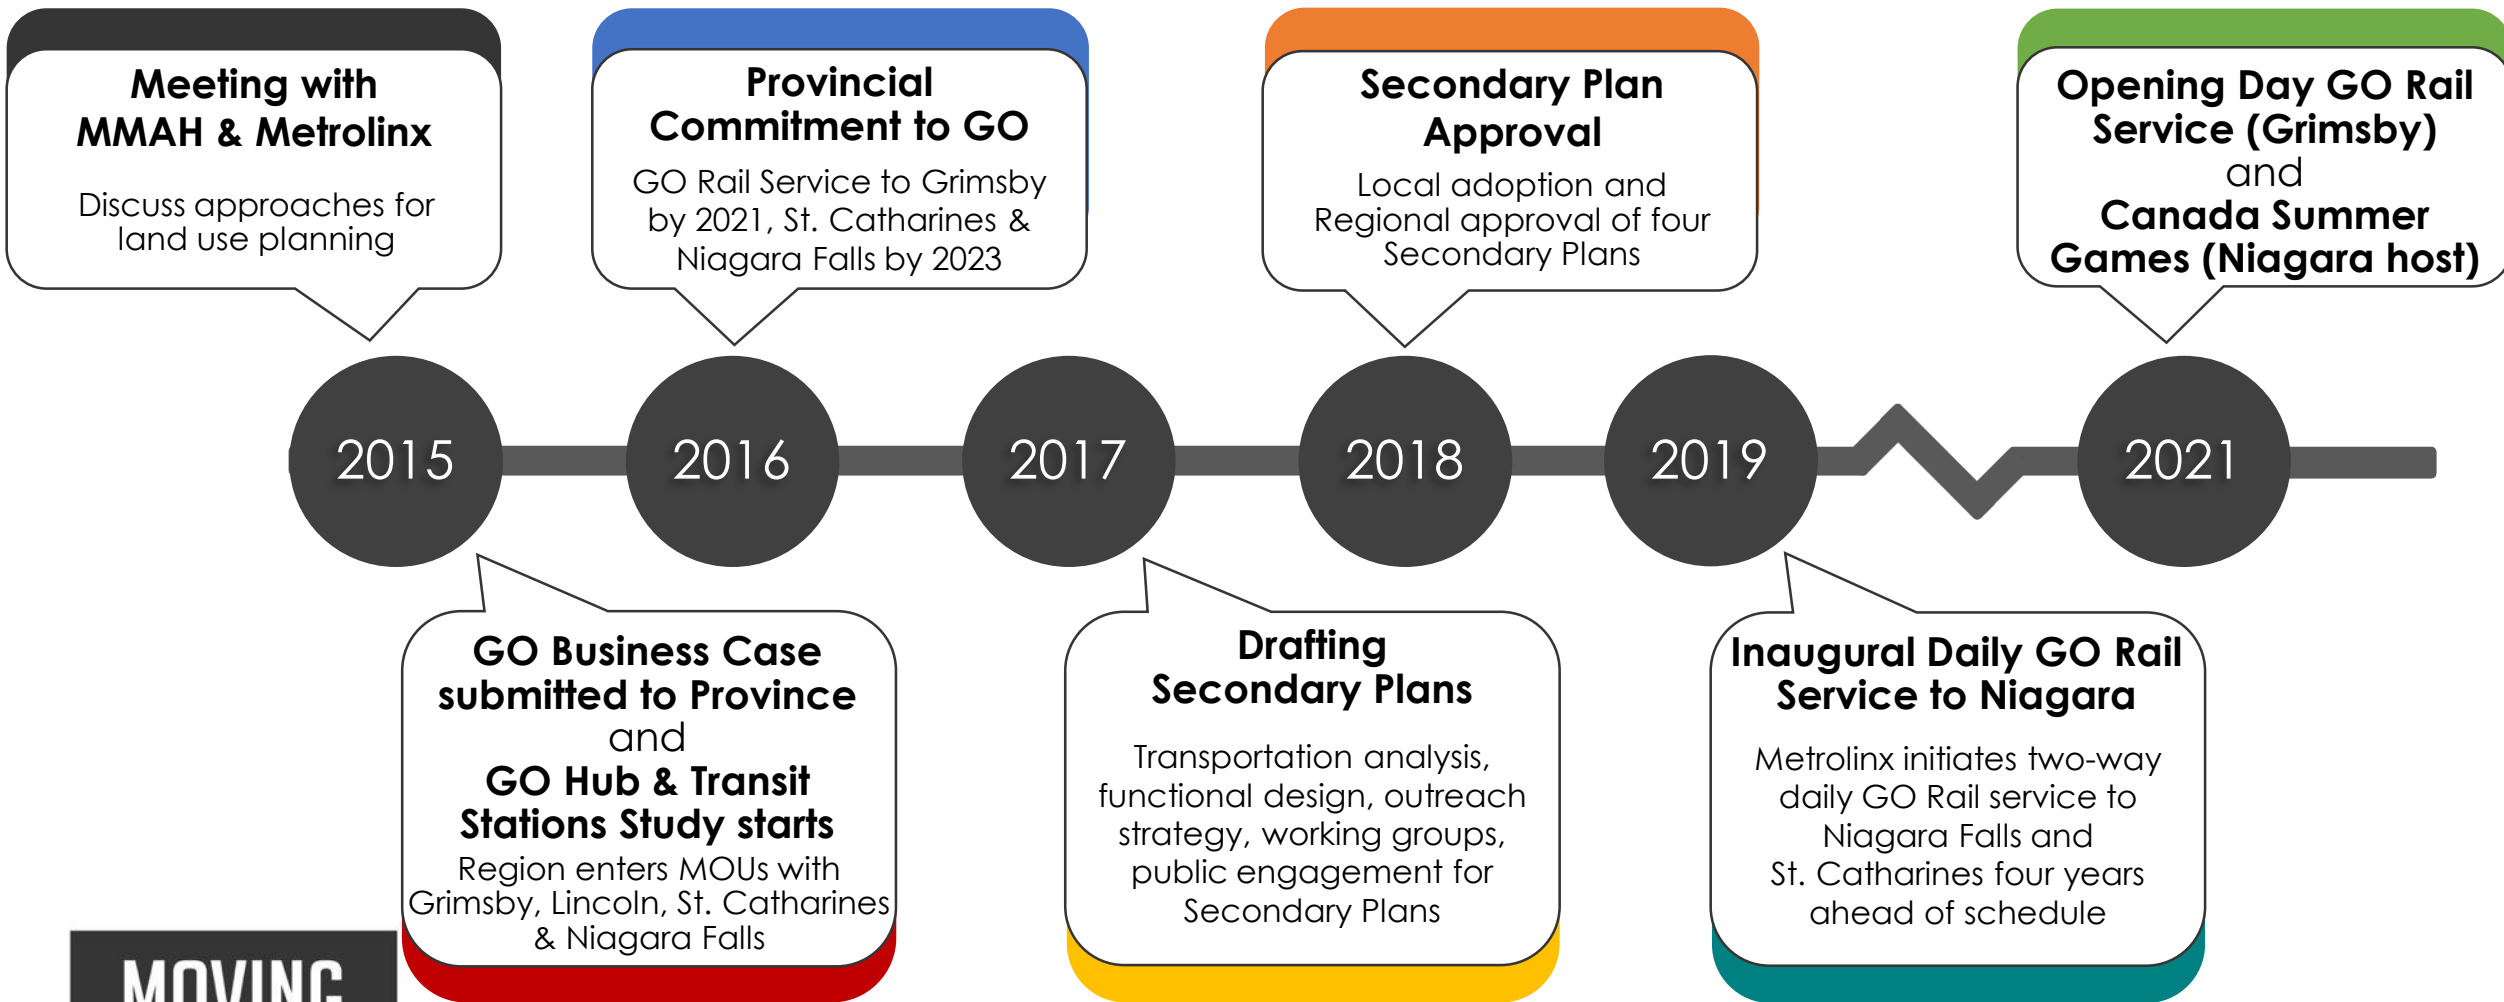 Meeting with
MMAH & Metrolinx
Discuss approaches for
land use planning
Provincial
Commitment to GO
GO Rail Service to Grimsby
by 2021, St. Catharines &
Niagara Falls by 2023
Secondary Plan
Approval
Local adoption and
Regional approval of four
Secondary Plans
Opening Day GO Rail
Service (Grimsby)
and
Canada Summer
Games (Niagara host)
2015
2016
2017
2018
2019
2021
GO Business Case
submitted to Province
and
GO Hub & Transit
Stations Study starts
Region enters MOUs with
Grimsby, Lincoln, St. Catharines
& Niagara Falls
Drafting
Secondary Plans
Transportation analysis,
functional design, outreach
strategy, working groups,
public engagement for
Secondary Plans
Inaugural Daily GO Rail
Service to Niagara
Metrolinx initiates two-way
daily GO Rail service to
Niagara Falls and
St. Catharines four years
ahead of schedule
MOVING